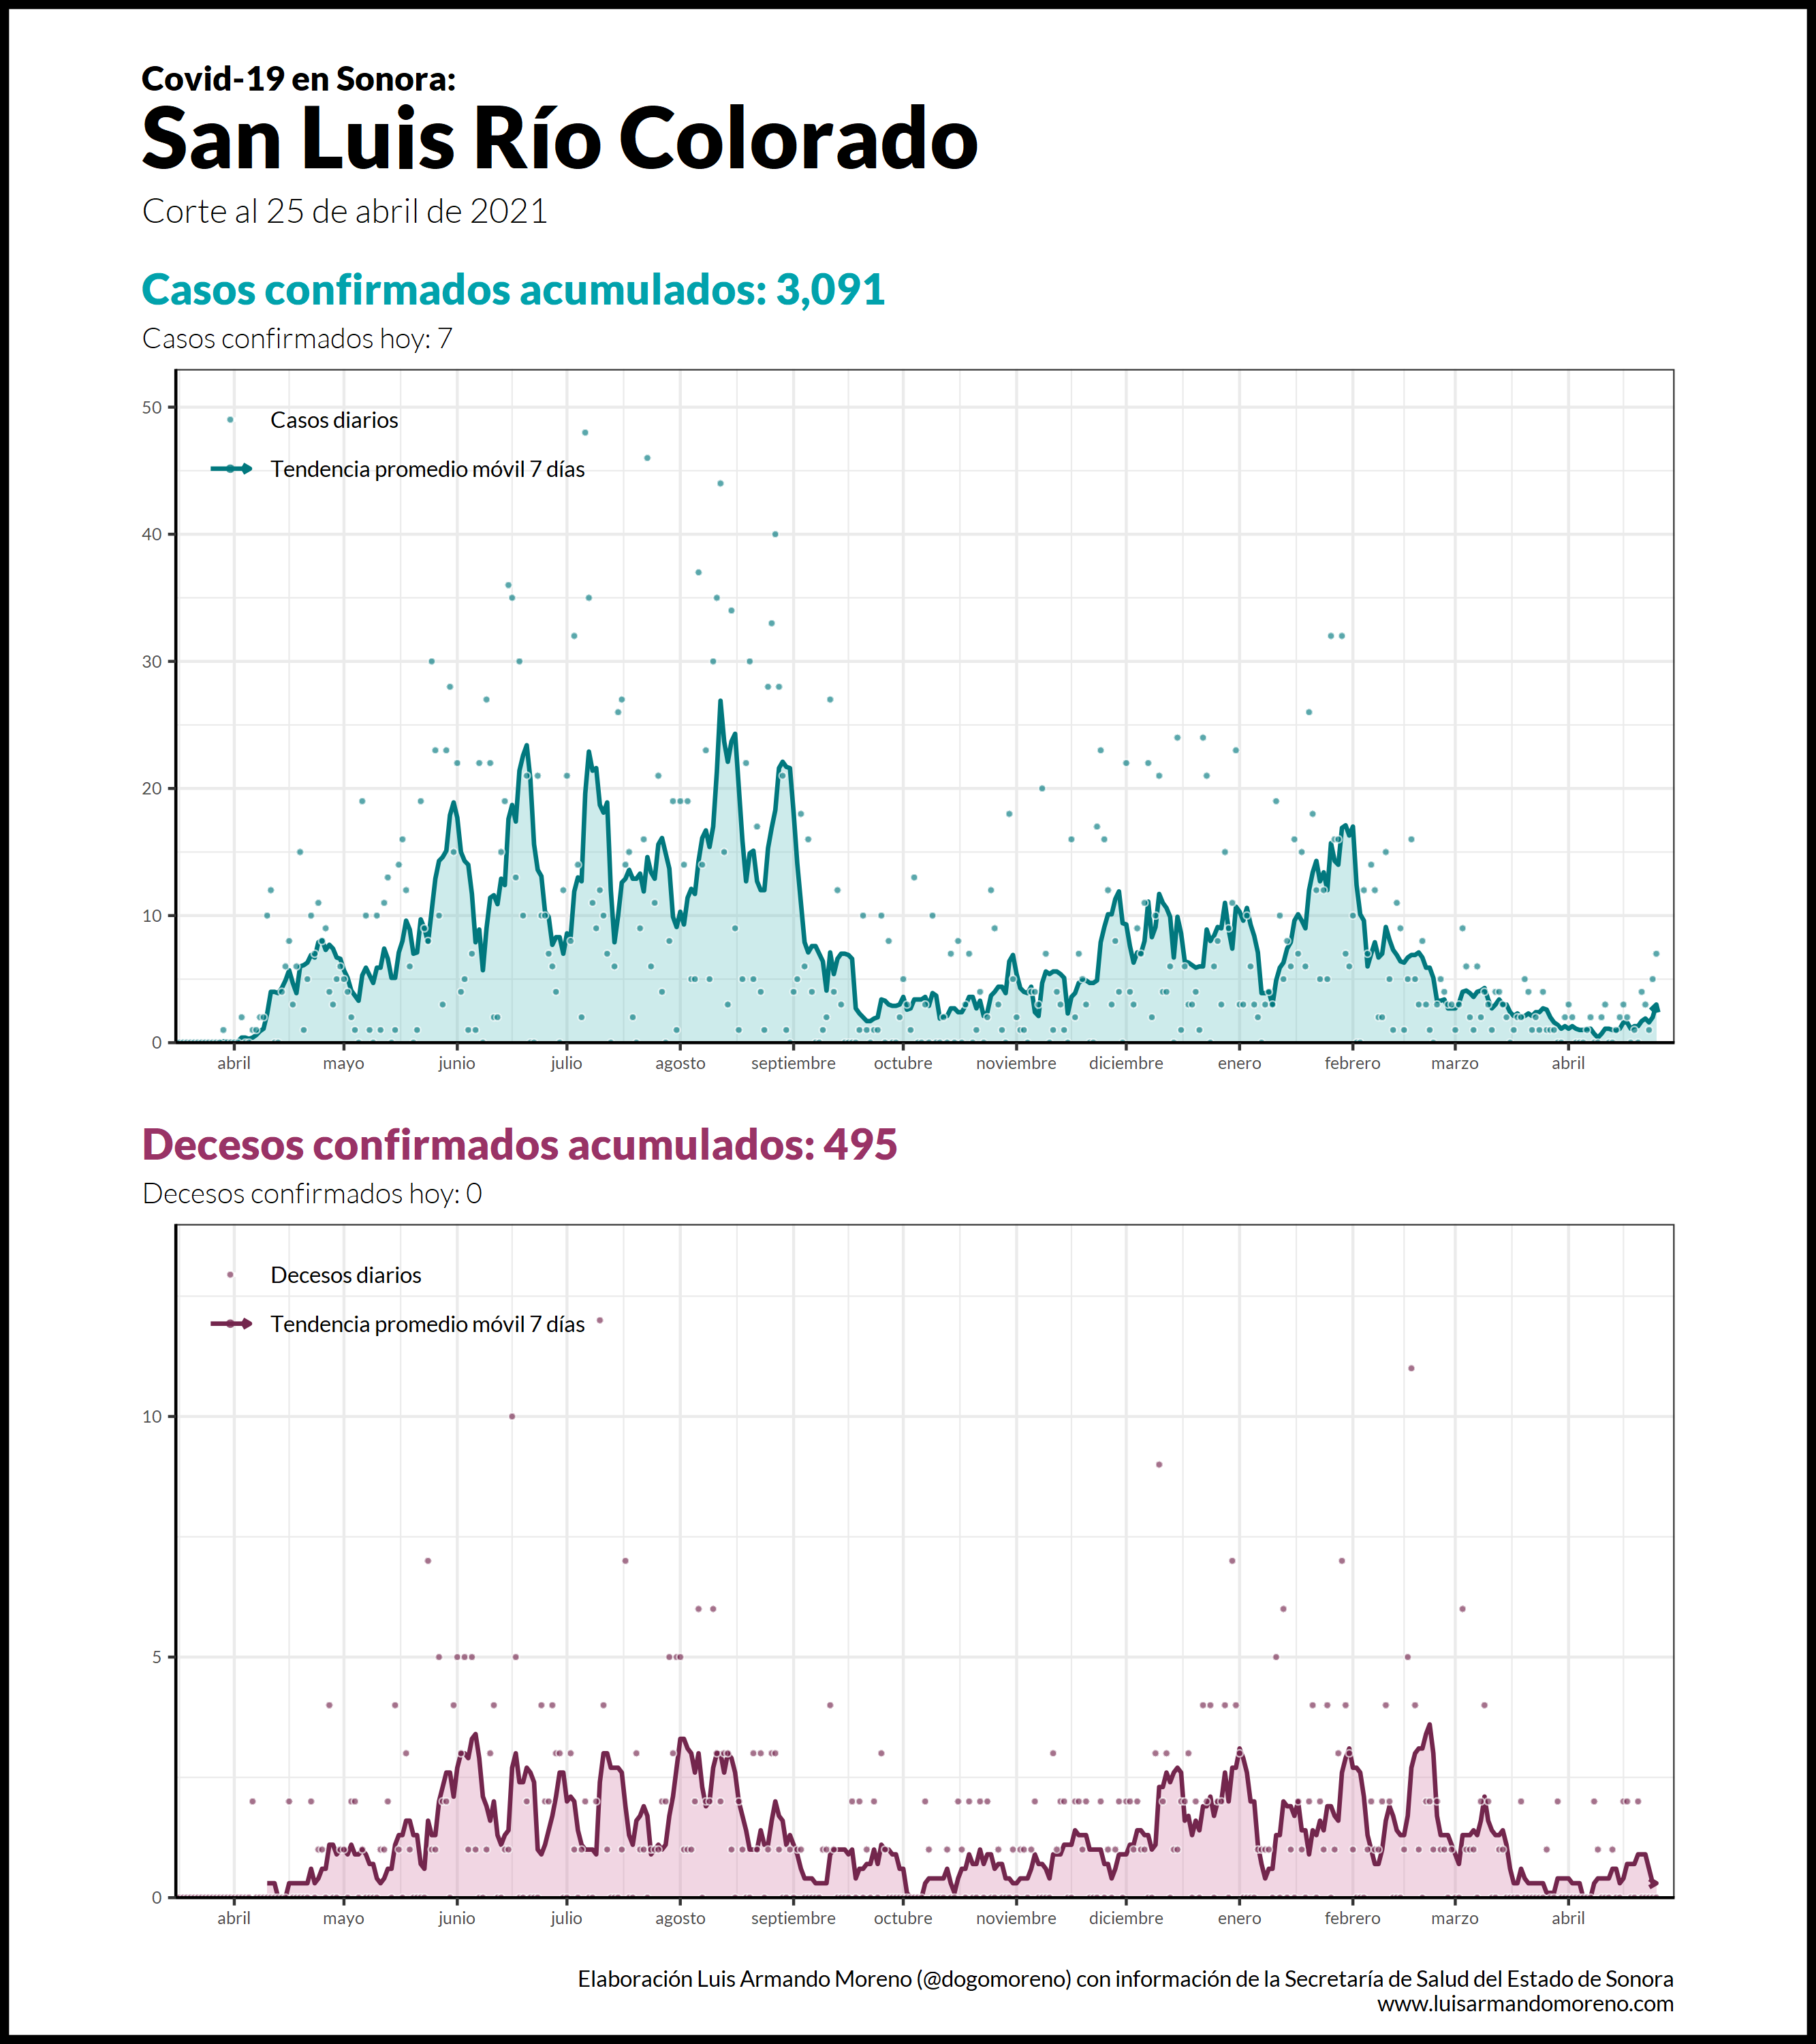 Covid-19 en Sonora:
San Luis Río Colorado
Corte al 25 de abril de 2021
Casos confirmados acumulados: 3,091
Casos confirmados hoy: 7
50
Casos diarios
Tendencia promedio móvil 7 días
40
30
20
10
0
abril mayo junio julio agosto septiembre octubre noviembre diciembre enero febrero marzo abril
Decesos confirmados acumulados: 495
Decesos confirmados hoy: 0
Decesos diarios
Tendencia promedio móvil 7 días
10
5
0
abril mayo junio julio agosto septiembre octubre noviembre diciembre enero febrero marzo abril
Elaboración Luis Armando Moreno (@dogomoreno) con información de la Secretaría de Salud del Estado de Sonora
www.luisarmandomoreno.com